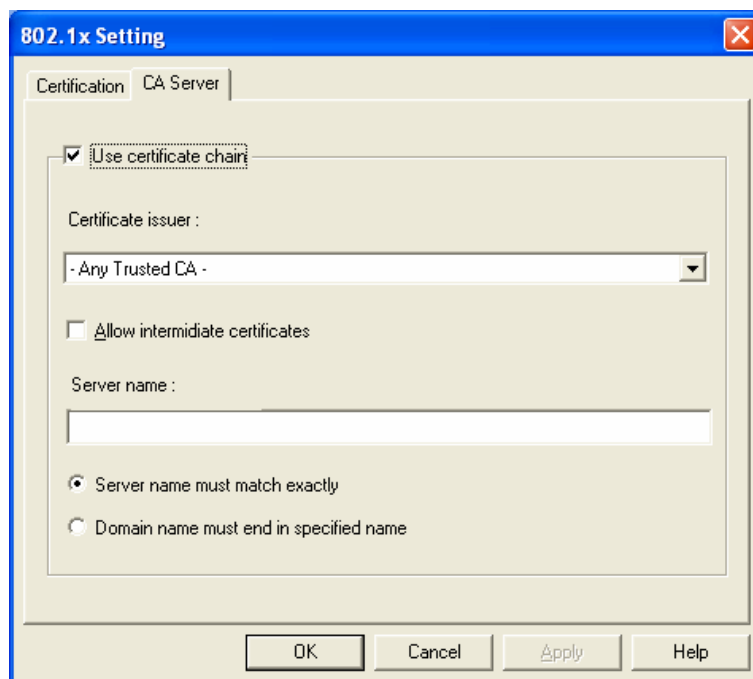 802.1x Setting
Certification
CA Server
Use certificate chain
Certificate issuer :
- Any Trusted CA -
Allow intermidiate certificates
Server name :
Server name must match exactly
Domain name must end in specified name
OK
Cancel
Apply
Help